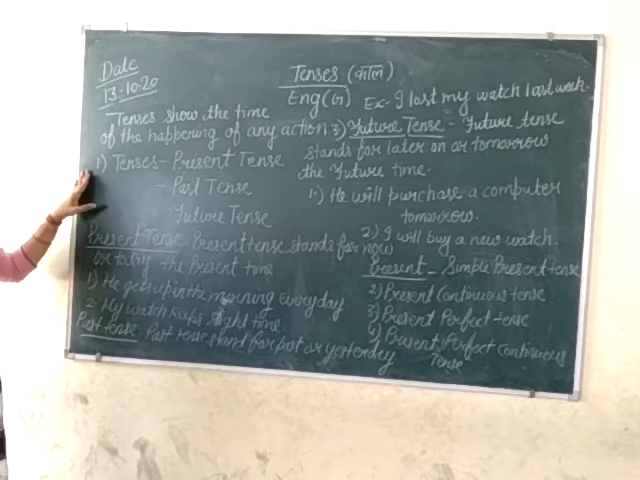 Date
13-10-20
Tenses (काल)
Eng (G)
Tenses show the time
of the happening of any action
1) Tenses - Present Tense
- Past Tense
Future Tense
Present Tense Present tense stands for now
or today the Present time
1) He gets up in the morning everyday
2- My watch keeps right time
Past tense - Past tense stand for past or yesterday
Ex- I lost my watch last week.
3) Future Tense - Future tense
stands for later on or tomorrow
the Future time.
1) He will purchase a computer
tomorrow.
2) I will buy a new watch.
Present - Simple Present tense
2) Present Continuous tense
3) Present Perfect tense
4) Present Perfect continuous
Tense